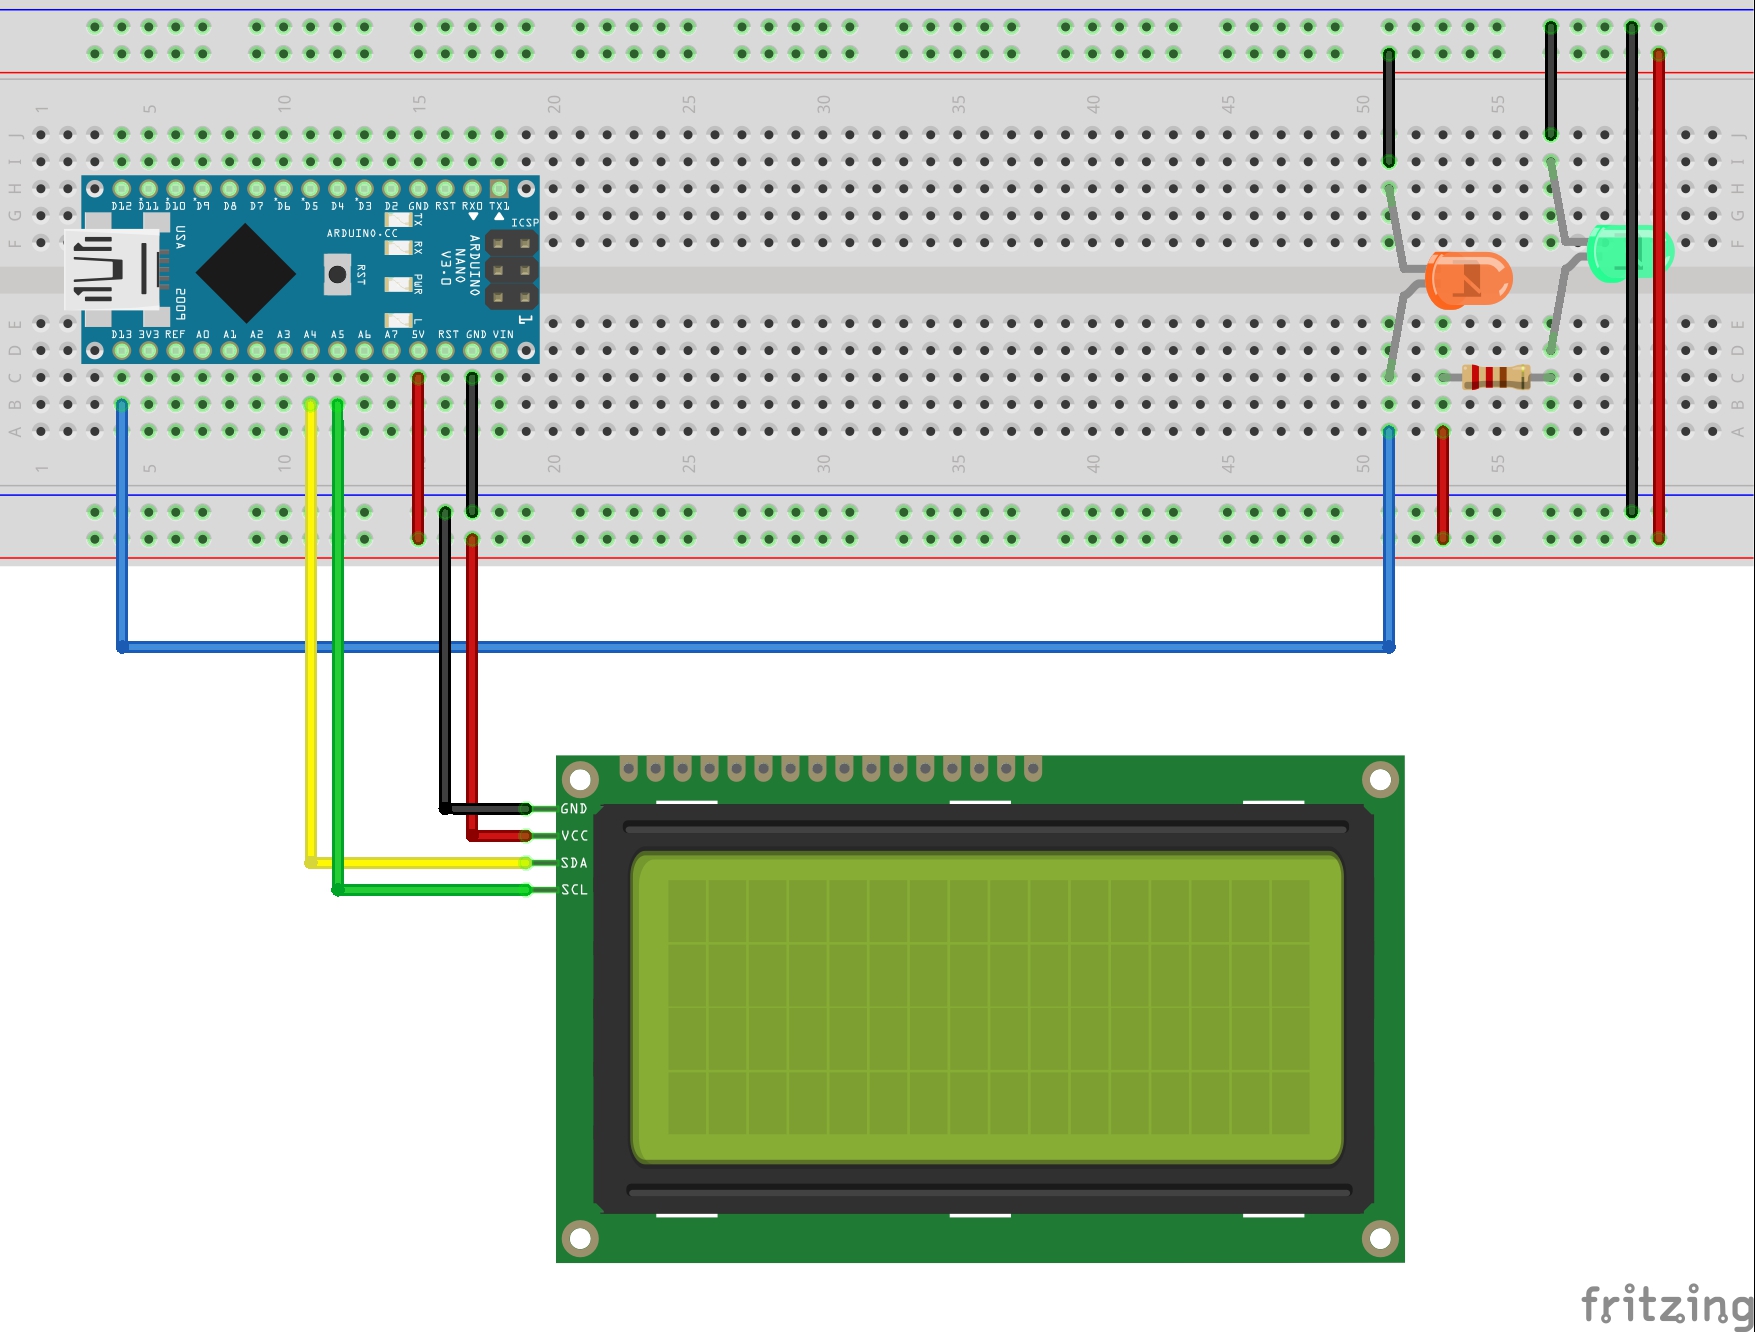 1 5 10 15 20 25 30 35 40 45 50 55
J J
I I
H H
G G
F F
D12 D11 D10 D9 D8 D7 D6 D5 D4 D3 D2 GND RST RX0 TX1
USA
ARDUINO.CC
TX
RX
PWR
L
RST
ARDUINO
NANO
V3.0
ICSP
1
2009
D13 3V3 REF A0 A1 A2 A3 A4 A5 A6 A7 5V RST GND VIN
E E
D D
C C
B B
A A
1 5 10 15 20 25 30 35 40 45 50 55
GND
VCC
SDA
SCL
fritzing